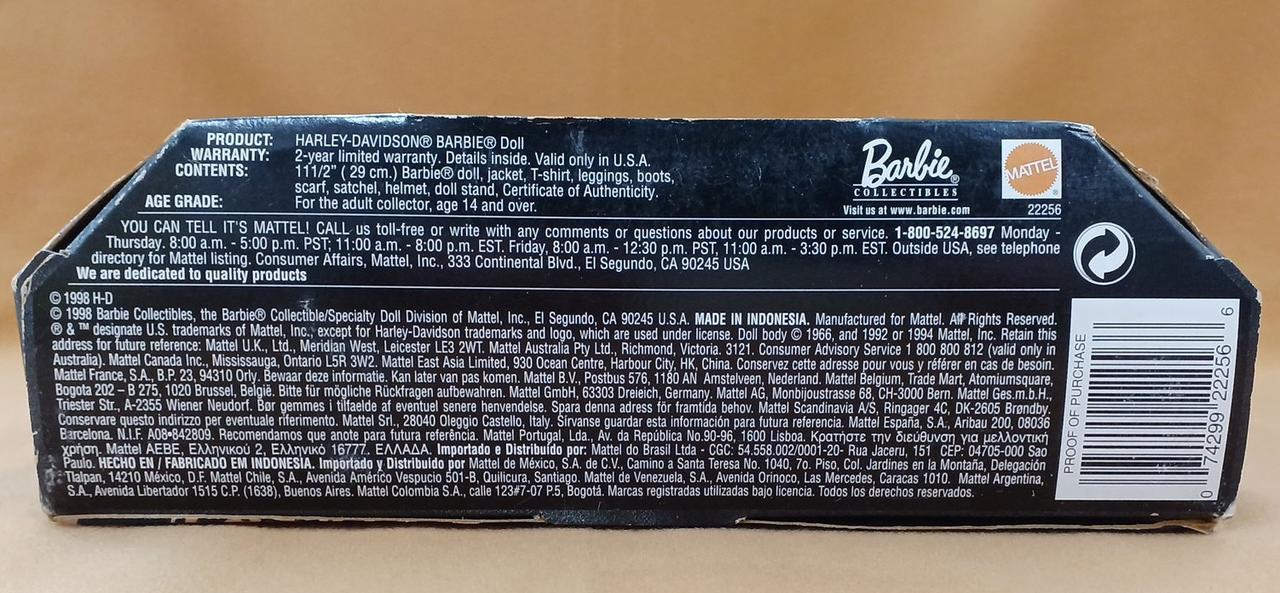 PRODUCT: HARLEY-DAVIDSON® BARBIE® Doll
WARRANTY: 2-year limited warranty. Details inside. Valid only in U.S.A.
CONTENTS: 111/2” ( 29 cm.) Barbie® doll, jacket, T-shirt, leggings, boots,
scarf, satchel, helmet, doll stand, Certificate of Authenticity.
AGE GRADE: For the adult collector, age 14 and over.
Barbie®
COLLECTIBLES
Visit us at www.barbie.com
MATTEL®
22256
YOU CAN TELL IT'S MATTEL! CALL us toll-free or write with any comments or questions about our products or service. 1-800-524-8697 Monday -
Thursday. 8:00 a.m. - 5:00 p.m. PST; 11:00 a.m. - 8:00 p.m. EST. Friday, 8:00 a.m. - 12:30 p.m. PST, 11:00 a.m. - 3:30 p.m. EST. Outside USA, see telephone
directory for Mattel listing. Consumer Affairs, Mattel, Inc., 333 Continental Blvd., El Segundo, CA 90245 USA
We are dedicated to quality products
© 1998 H-D
© 1998 Barbie Collectibles, the Barbie® Collectible/Specialty Doll Division of Mattel, Inc., El Segundo, CA 90245 U.S.A. MADE IN INDONESIA. Manufactured for Mattel. All Rights Reserved.
® & ™ designate U.S. trademarks of Mattel, Inc., except for Harley-Davidson trademarks and logo, which are used under license. Doll body © 1966, and 1992 or 1994 Mattel, Inc. Retain this
address for future reference: Mattel U.K., Ltd., Meridian West, Leicester LE3 2WT. Mattel Australia Pty Ltd., Richmond, Victoria. 3121. Consumer Advisory Service 1 800 800 812 (valid only in
Australia). Mattel Canada Inc., Mississauga, Ontario L5R 3W2. Mattel East Asia Limited, 930 Ocean Centre, Harbour City, HK, China. Conservez cette adresse pour vous y référer en cas de besoin.
Mattel France, S.A., B.P. 23, 94310 Orly. Bewaar deze informatie. Kan later van pas komen. Mattel B.V., Postbus 576, 1180 AN Amstelveen, Nederland. Mattel Belgium, Trade Mart, Atomiumsquare,
Bogota 202 – B 275, 1020 Brussel, België. Bitte für mögliche Rückfragen aufbewahren. Mattel GmbH, 63303 Dreieich, Germany. Mattel AG, Monbijoustrasse 68, CH-3000 Bern. Mattel Ges.m.b.H.,
Triester Str., A-2355 Wiener Neudorf. Bør gemmes i tilfaelde af eventuel senere henvendelse. Spara denna adress för framtida behov. Mattel Scandinavia A/S, Ringager 4C, DK-2605 Brøndby.
Conservare questo indirizzo per eventuale riferimento. Mattel Srl., 28040 Oleggio Castello, Italy. Sírvanse guardar esta información para futura referencia. Mattel España, S.A., Aribau 200, 08036
Barcelona. N.I.F. A08-842809. Recomendamos que anote para futura referência. Mattel Portugal, Lda., Av. da República No.90-96, 1600 Lisboa. Κρατήστε την διεύθυνση για μελλοντική
χρήση. Mattel AEBE, Ελληνικού 2, Ελληνικό 16777. ΕΛΛΑΔΑ. Importado e Distribuído por: Mattel do Brasil Ltda - CGC: 54.558.002/0001-20- Rua Jaceru, 151 CEP: 04705-000 Sao
Paulo. HECHO EN / FABRICADO EM INDONESIA. Importado y Distribuido por Mattel de México, S.A. de C.V., Camino a Santa Teresa No. 1040, 7o. Piso, Col. Jardines en la Montaña, Delegación
Tlalpan, 14210 México, D.F. Mattel Chile, S.A., Avenida Américo Vespucio 501-B, Quilicura, Santiago. Mattel de Venezuela, S.A., Avenida Orinoco, Las Mercedes, Caracas 1010. Mattel Argentina,
S.A., Avenida Libertador 1515 C.P. (1638), Buenos Aires. Mattel Colombia S.A., calle 123#7-07 P.5, Bogotá. Marcas registradas utilizadas bajo licencia. Todos los derechos reservados.
PROOF OF PURCHASE
0 74299 22256 6